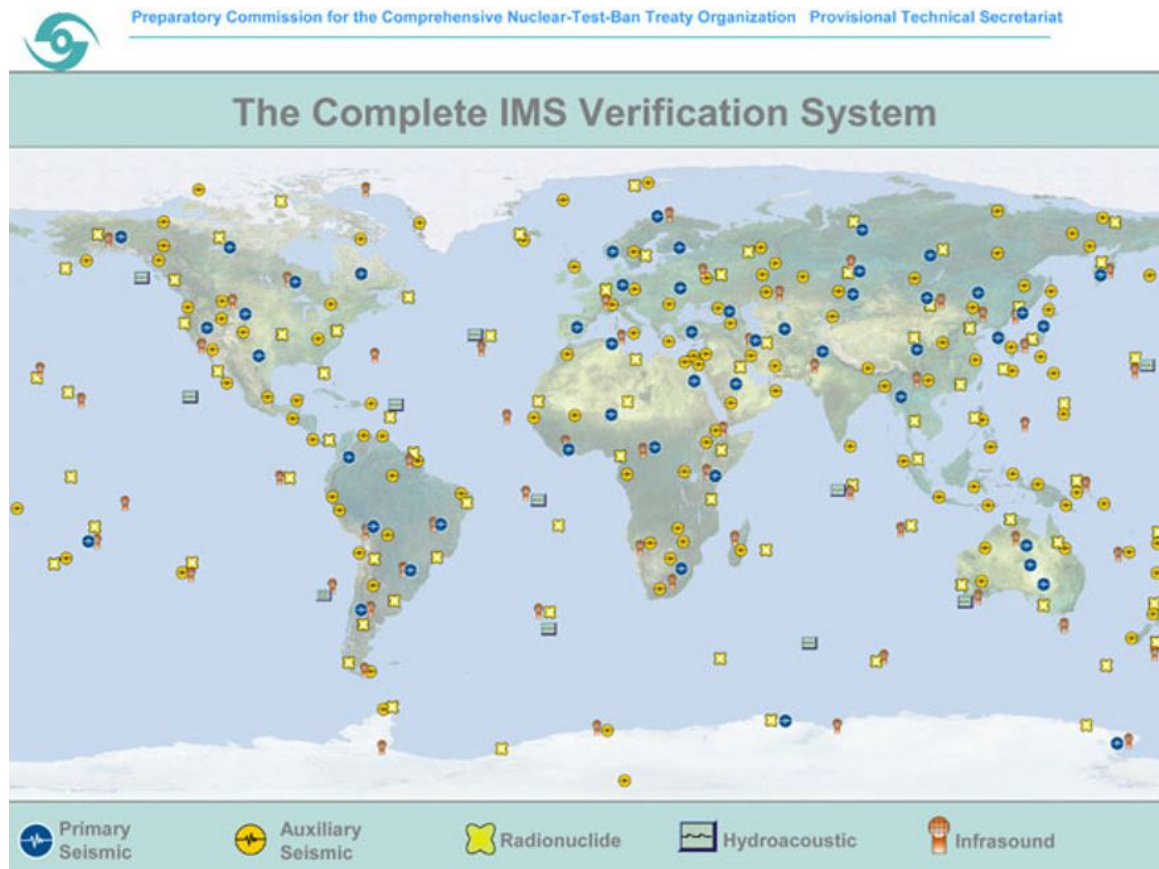 Preparatory Commission for the Comprehensive Nuclear-Test-Ban Treaty Organization Provisional Technical Secretariat
The Complete IMS Verification System
Primary
Seismic
Auxiliary
Seismic
Radionuclide
Hydroacoustic
Infrasound